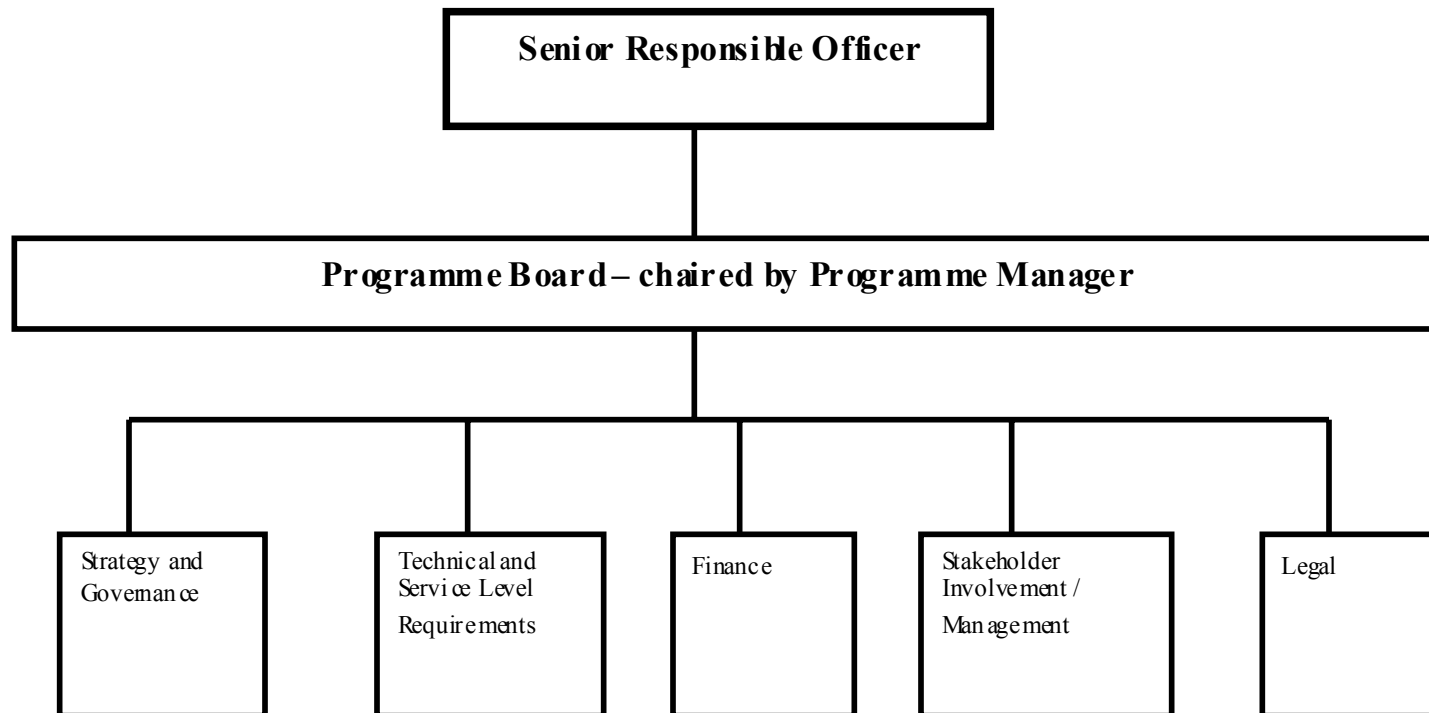 Senior Responsible Officer
Programme Board – chaired by Programme Manager
Strategy and
Governance
Technical and
Service Level
Requirements
Finance
Stakeholder
Involvement /
Management
Legal